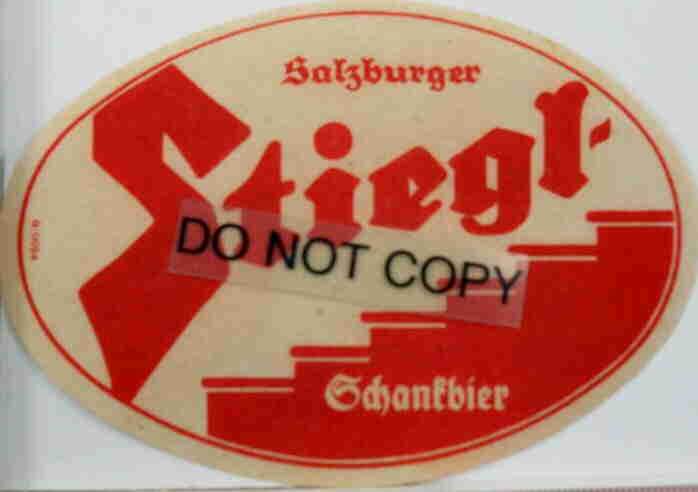 Salzburger
Stiegl-
DO NOT COPY
Schankbier